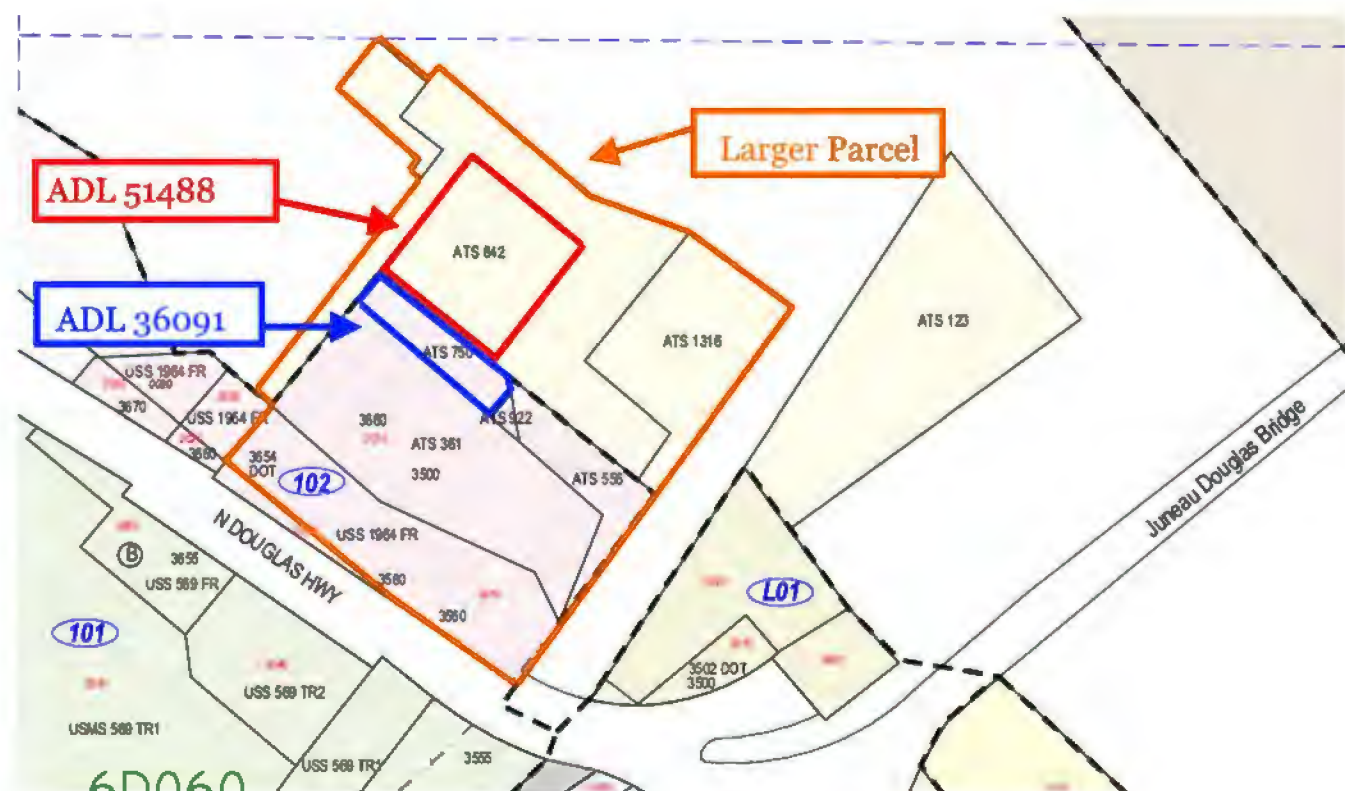 Larger Parcel
ADL 51488
ATS 642
ADL 36091
ATS 123
ATS 1316
ATS 750
USS 1964 FR
3670
USS 1964 FR
ATS 922
3660
ATS 361
3500
3654
DOT
102
ATS 556
USS 1964 FR
Juneau Douglas Bridge
N DOUGLAS HWY
B
3655
USS 569 FR
3560
3560
L01
101
3502 DOT
3500
USS 569 TR2
USMS 569 TR1
USS 569 TR1
3555
6D060